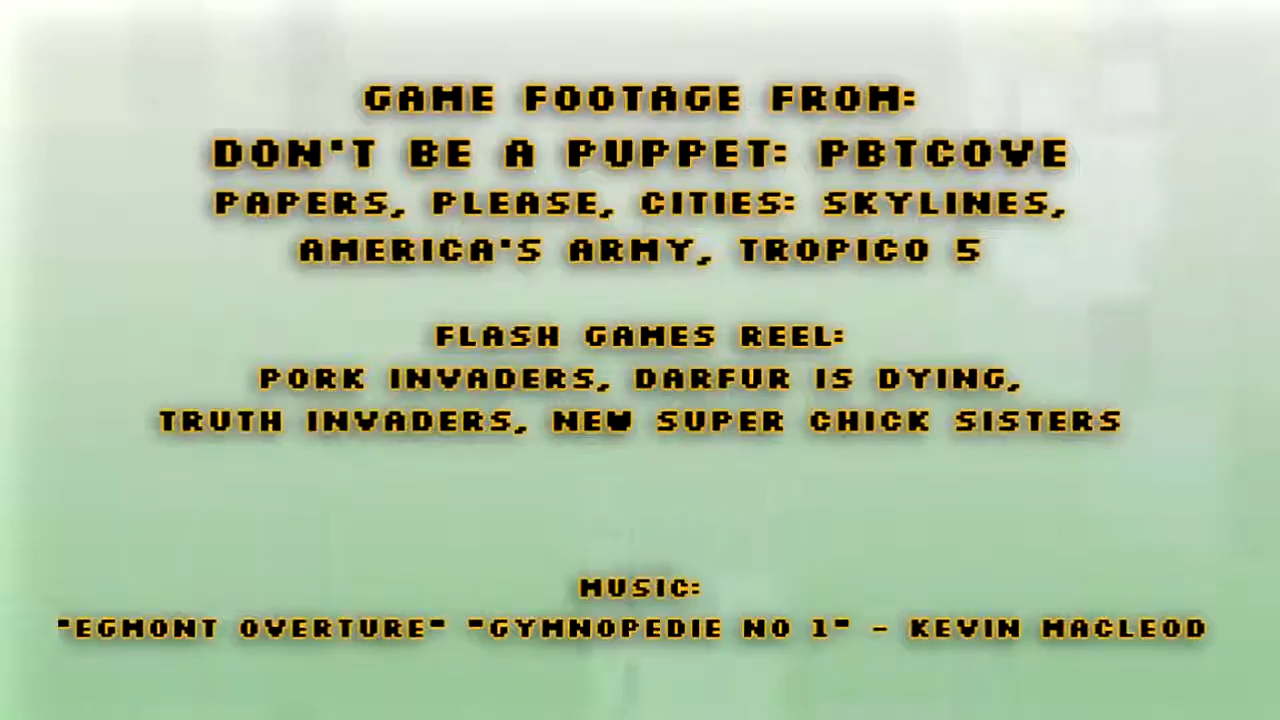 GAME FOOTAGE FROM:
DON'T BE A PUPPET: PBTCOVE
PAPERS, PLEASE, CITIES: SKYLINES,
AMERICA'S ARMY, TROPICO 5
FLASH GAMES REEL:
PORK INVADERS, DARFUR IS DYING,
TRUTH INVADERS, NEW SUPER CHICK SISTERS
MUSIC:
"EGMONT OVERTURE" "GYMNOPEDIE NO 1" - KEVIN MACLEOD